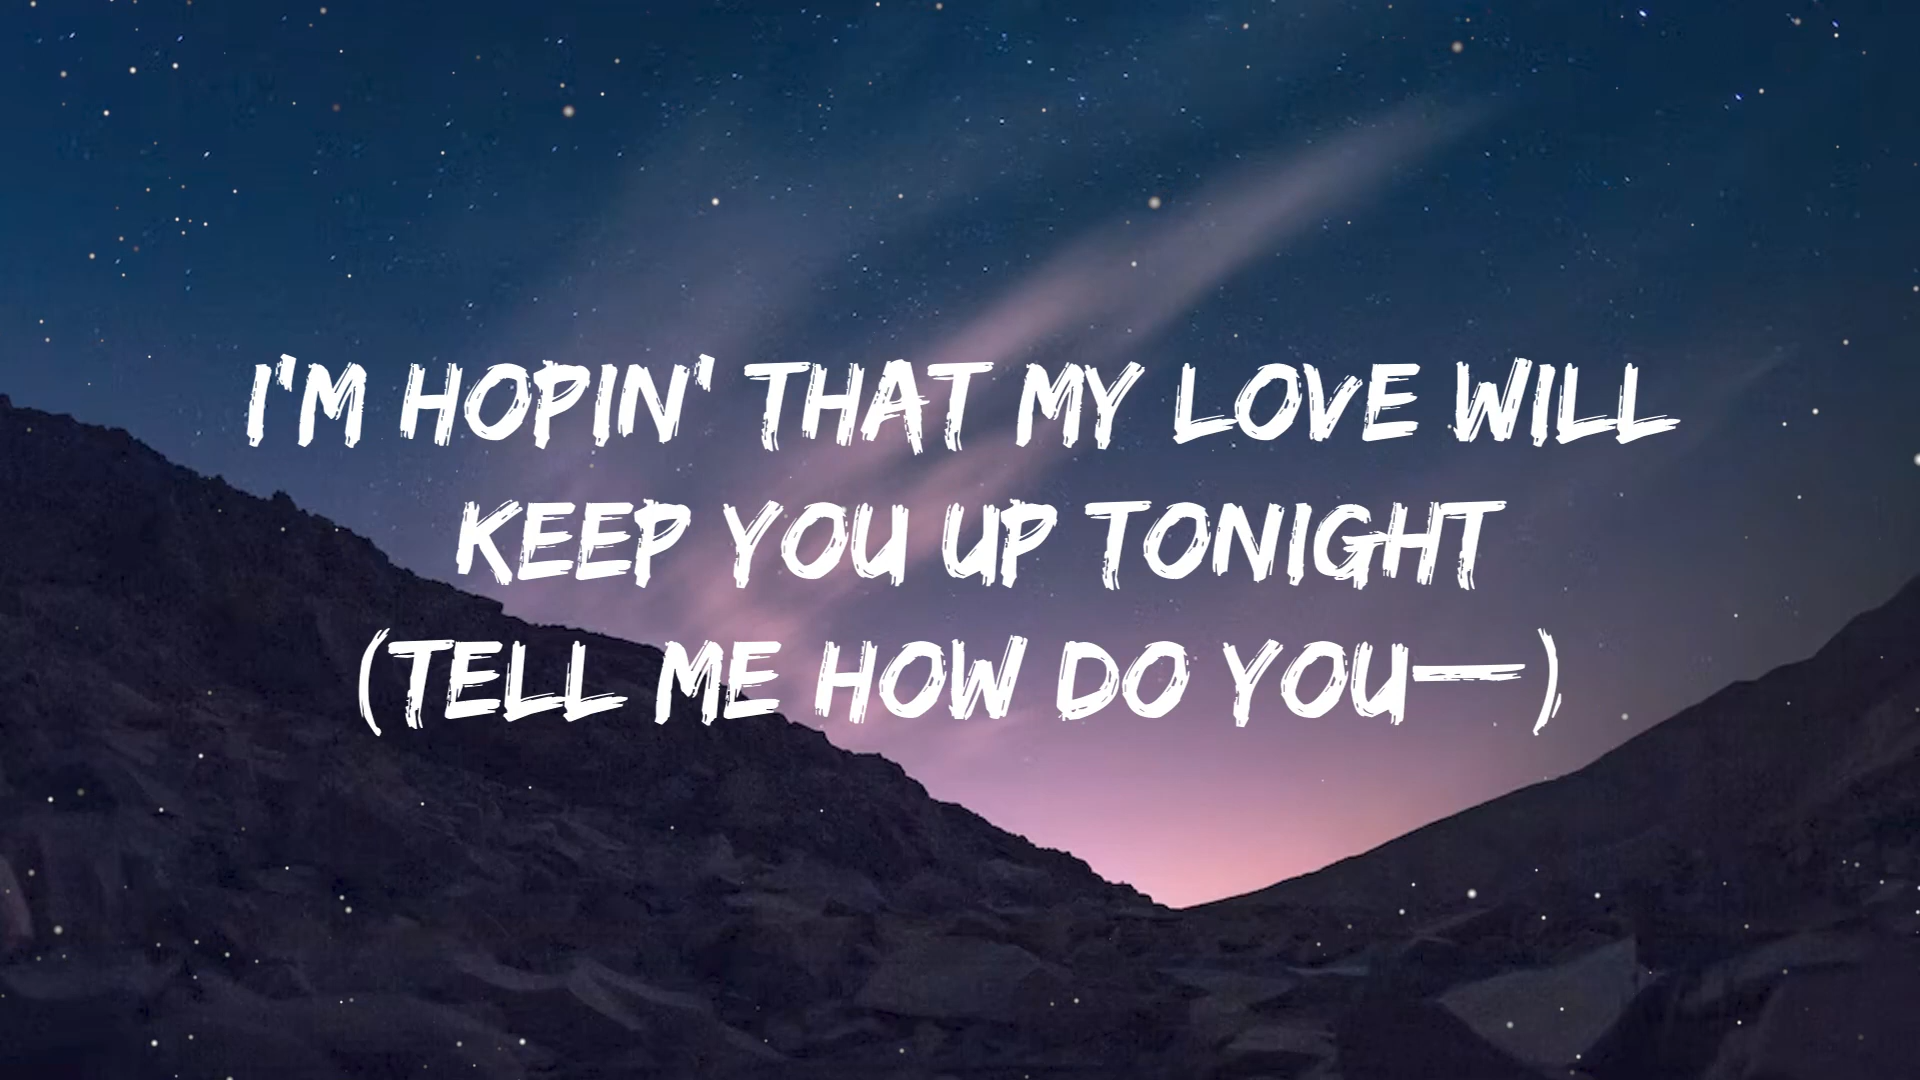 I'M HOPIN' THAT MY LOVE WILL
KEEP YOU UP TONIGHT
(TELL ME HOW DO YOU—)